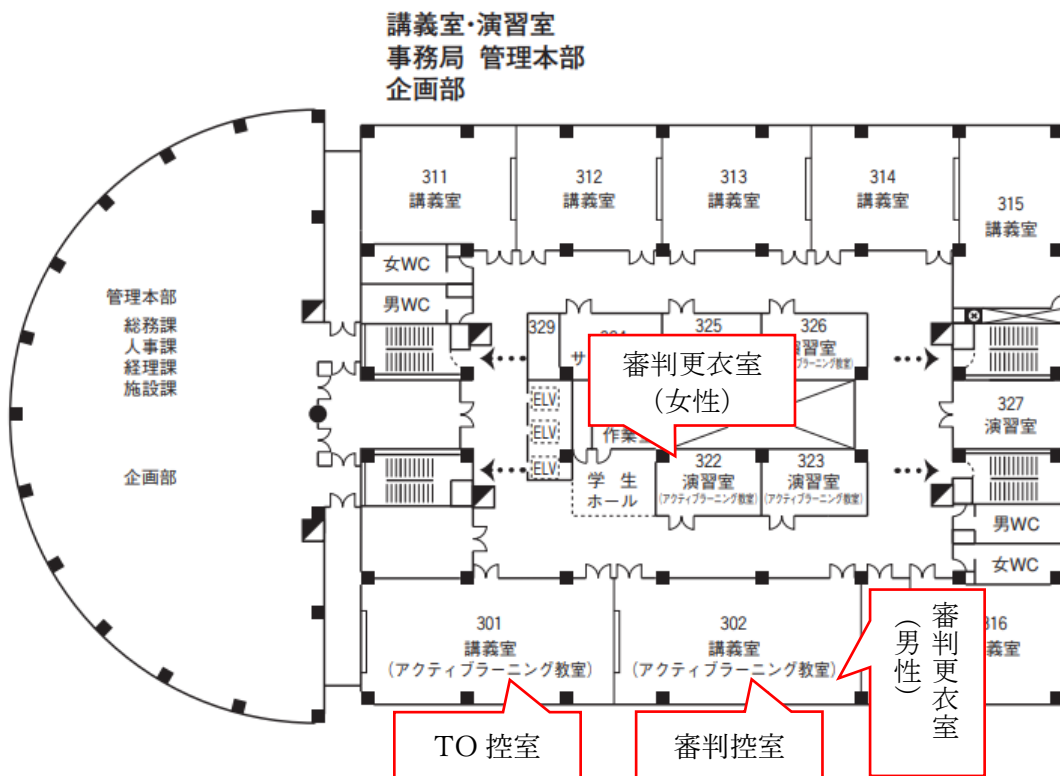 講義室・演習室
事務局 管理本部
企画部
311
講義室
312
講義室
313
講義室
314
講義室
315
講義室
女WC
男WC
管理本部
総務課
人事課
経理課
施設課
企画部
329
325
326
演習室
審判更衣室
(女性)
ELV
ELV
ELV
327
演習室
学生
ホール
322
演習室
(アクティブラーニング教室)
323
演習室
(アクティブラーニング教室)
男WC
女WC
301
講義室
(アクティブラーニング教室)
302
講義室
(アクティブラーニング教室)
審判更衣室
(男性)
316
TO 控室
審判控室